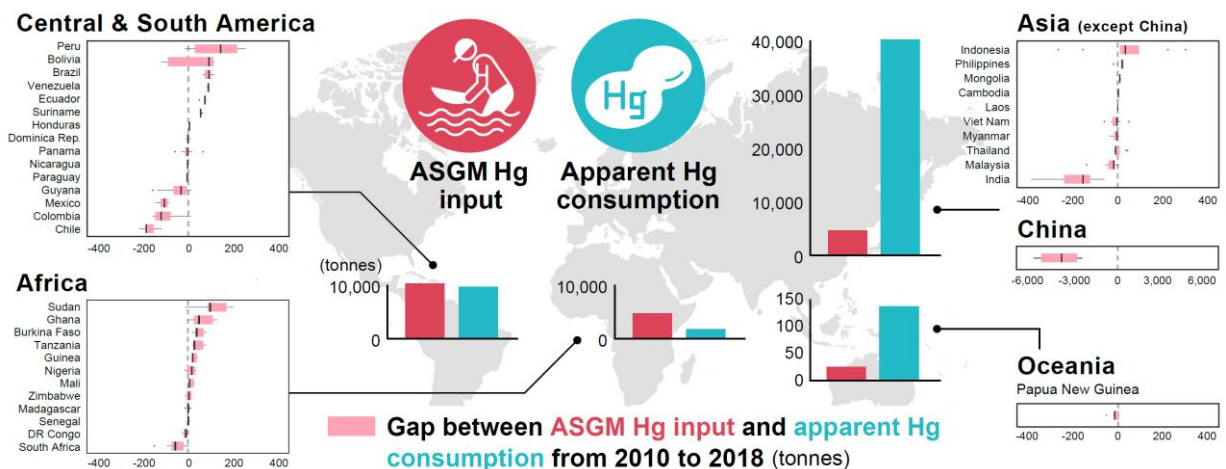 Central & South America
Peru
Bolivia
Brazil
Venezuela
Ecuador
Suriname
Honduras
Dominica Rep.
Panama
Nicaragua
Paraguay
Guyana
Mexico
Colombia
Chile
-400 -200 0 200 400
Africa
Sudan
Ghana
Burkina Faso
Tanzania
Guinea
Nigeria
Mali
Zimbabwe
Madagascar
Senegal
DR Congo
South Africa
-400 -200 0 200 400
ASGM Hg
input
Hg
Apparent Hg
consumption
(tonnes)
10,000
0
10,000
0
40,000
30,000
20,000
10,000
0
150
100
50
0
Asia (except China)
Indonesia
Philippines
Mongolia
Cambodia
Laos
Viet Nam
Myanmar
Thailand
Malaysia
India
-400 -200 0 200 400
China
-6,000 -3,000 0 3,000 6,000
Oceania
Papua New Guinea
-400 -200 0 200 400
Gap between ASGM Hg input and apparent Hg
consumption from 2010 to 2018 (tonnes)